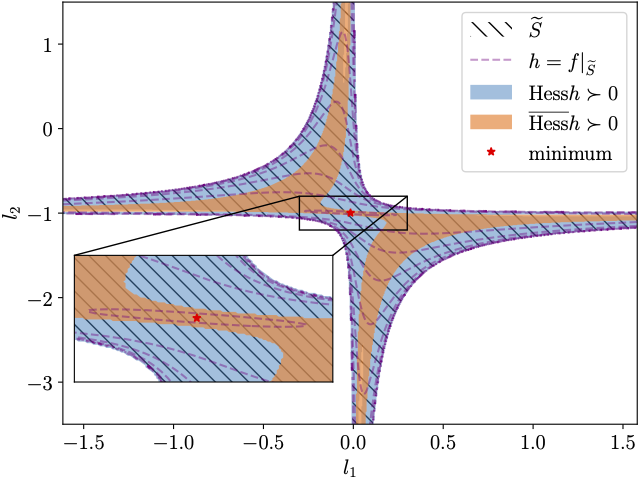 S̃
h = f|S̃
Hessh ≻ 0
H̅e̅s̅s̅h ≻ 0
minimum
1
0
−1
−2
−3
l2
−1.5
−1.0
−0.5
0.0
0.5
1.0
1.5
l1